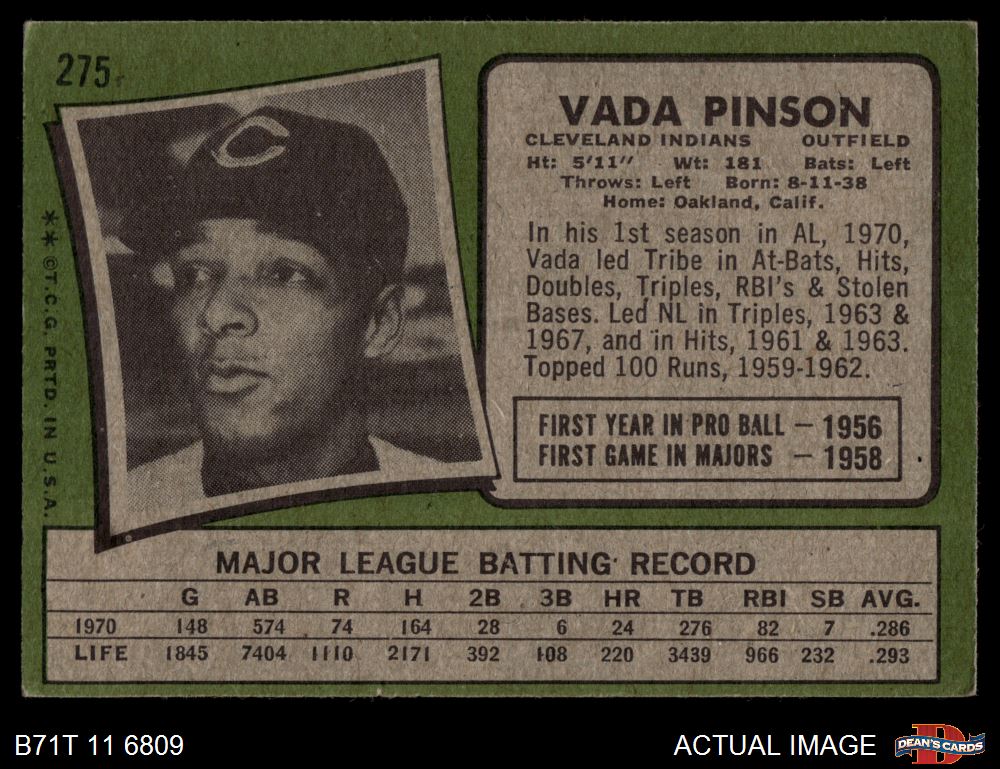 275
C
VADA PINSON
CLEVELAND INDIANS OUTFIELD
Ht: 5'11" Wt: 181 Bats: Left
Throws: Left Born: 8-11-38
Home: Oakland, Calif.
In his 1st season in AL, 1970,
Vada led Tribe in At-Bats, Hits,
Doubles, Triples, RBI's & Stolen
Bases. Led NL in Triples, 1963 &
1967, and in Hits, 1961 & 1963.
Topped 100 Runs, 1959-1962.
FIRST YEAR IN PRO BALL — 1956
FIRST GAME IN MAJORS — 1958
** ©T.C.G. PRTD. IN U.S.A.
MAJOR LEAGUE BATTING RECORD
G AB R H 2B 3B HR TB RBI SB AVG.
1970 148 574 74 164 28 6 24 276 82 7 .286
LIFE 1845 7404 1110 2171 392 108 220 3439 966 232 .293
B71T 11 6809
ACTUAL IMAGE
D
DEAN'S CARDS